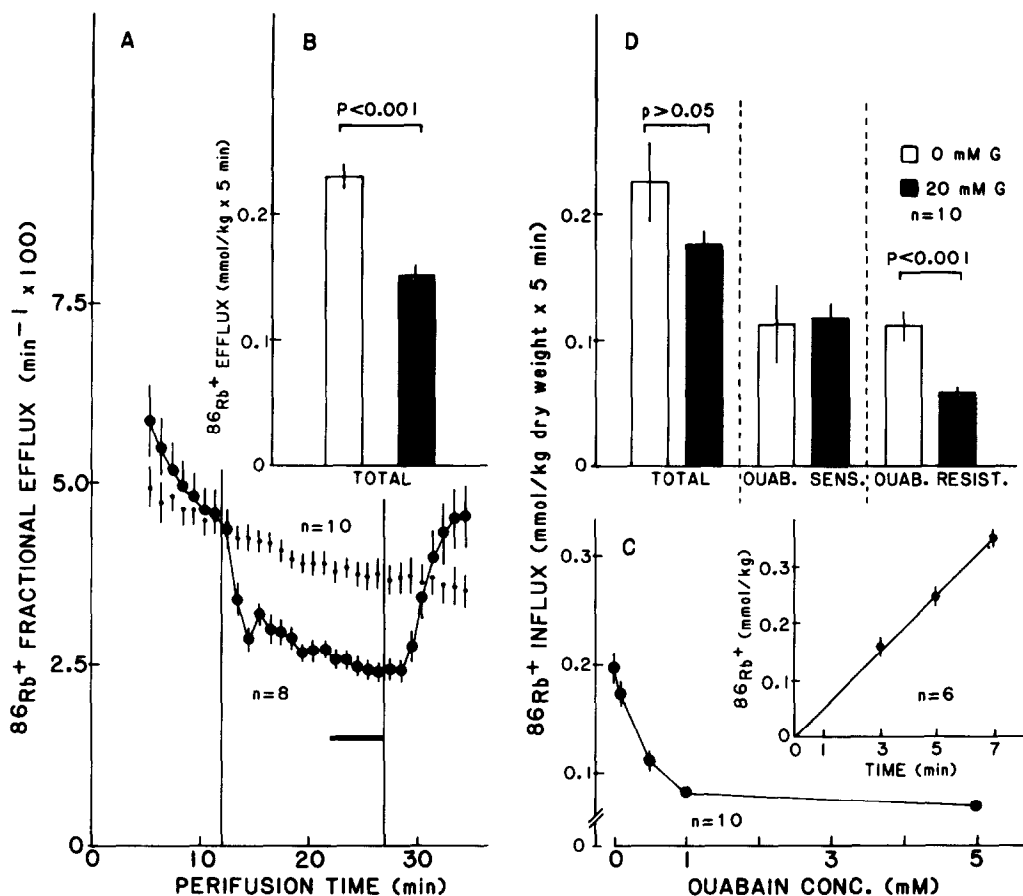 A
B
D
P<0.001
p>0.05
0 mM G
20 mM G
n=10
P<0.001
0.2
0.1
0
⁸⁶Rb⁺ EFFLUX (mmol/kg x 5 min)
TOTAL
0.2
0.1
0
TOTAL
OUAB. SENS.
OUAB. RESIST.
7.5
5.0
2.5
0
⁸⁶Rb⁺ FRACTIONAL EFFLUX (min⁻¹ x100)
n=10
n=8
0 10 20 30
PERIFUSION TIME (min)
⁸⁶Rb⁺ INFLUX (mmol/kg dry weight x 5 min)
C
0.3
0.2
0.1
0
n=10
0 1 3 5
OUABAIN CONC. (mM)
⁸⁶Rb⁺ (mmol/kg)
0.3
0.2
0.1
0
n=6
0 1 3 5 7
TIME (min)